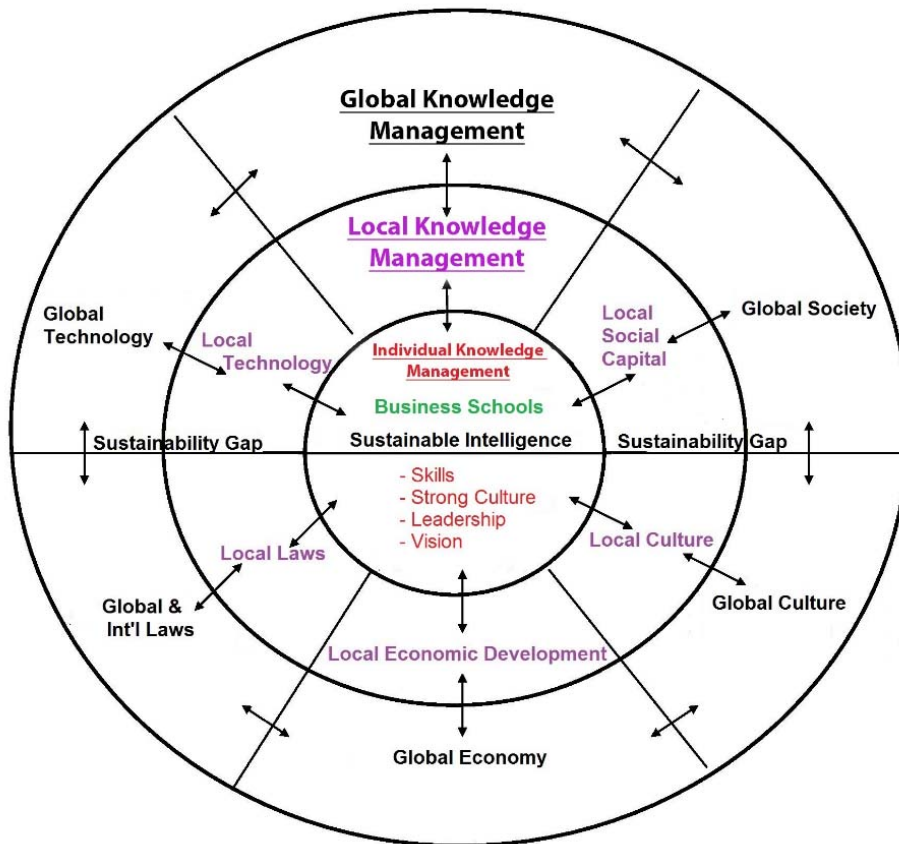 Global Knowledge
Management
Local Knowledge
Management
Global
Technology
Local
Technology
Local
Social
Capital
Global Society
Individual Knowledge
Management
Business Schools
Sustainability Gap
Sustainable Intelligence
Sustainability Gap
- Skills
- Strong Culture
- Leadership
- Vision
Local Laws
Local Culture
Global &
Int'l Laws
Global Culture
Local Economic Development
Global Economy